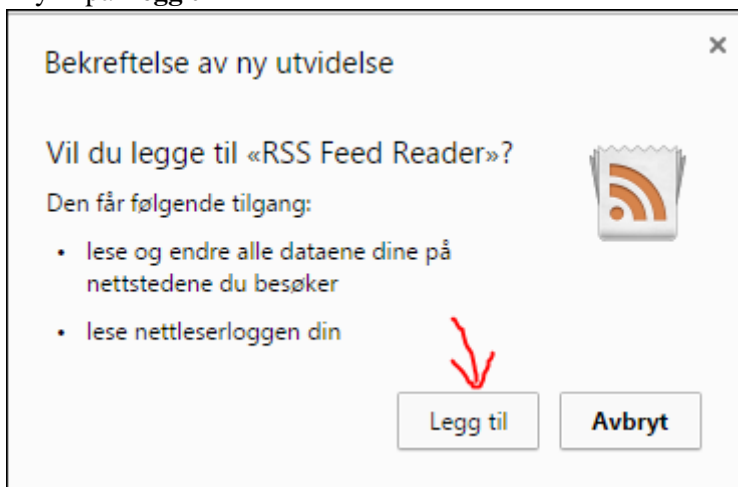 Bekreftelse av ny utvidelse
Vil du legge til «RSS Feed Reader»?
Den får følgende tilgang:
• lese og endre alle dataene dine på
nettstedene du besøker
• lese nettleserloggen din
Legg til
Avbryt